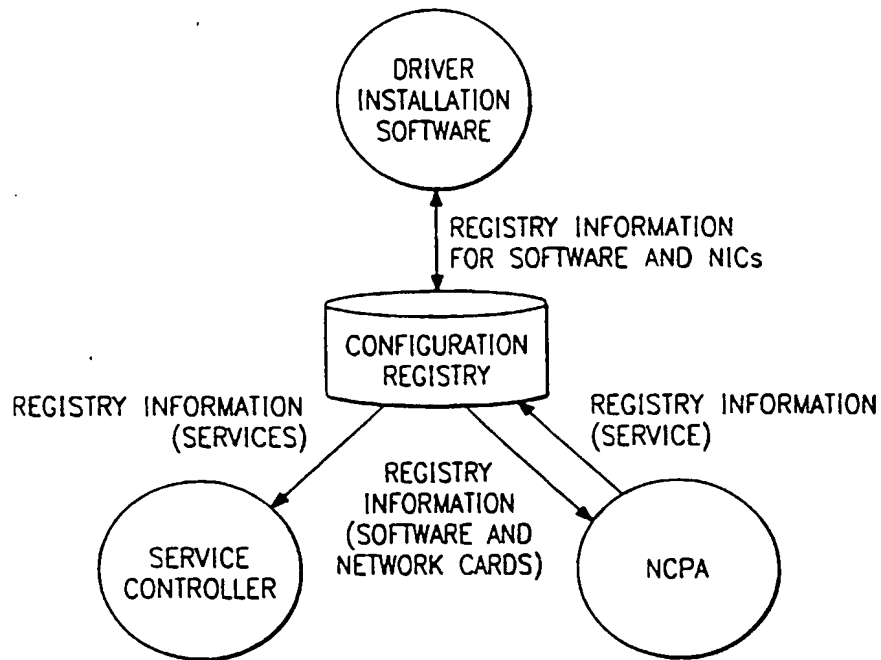 DRIVER
INSTALLATION
SOFTWARE
REGISTRY INFORMATION
FOR SOFTWARE AND NICs
CONFIGURATION
REGISTRY
REGISTRY INFORMATION
(SERVICES)
REGISTRY INFORMATION
(SERVICE)
REGISTRY
INFORMATION
(SOFTWARE AND
NETWORK CARDS)
SERVICE
CONTROLLER
NCPA